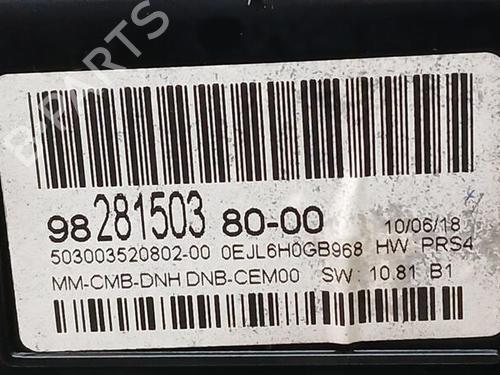 B-PARTS
98 281503 80-00
10/06/18
503003520802-00 0EJL6H0GB968 HW : PRS4
MM-CMB-DNH DNB-CEM00 SW : 10.81 B1